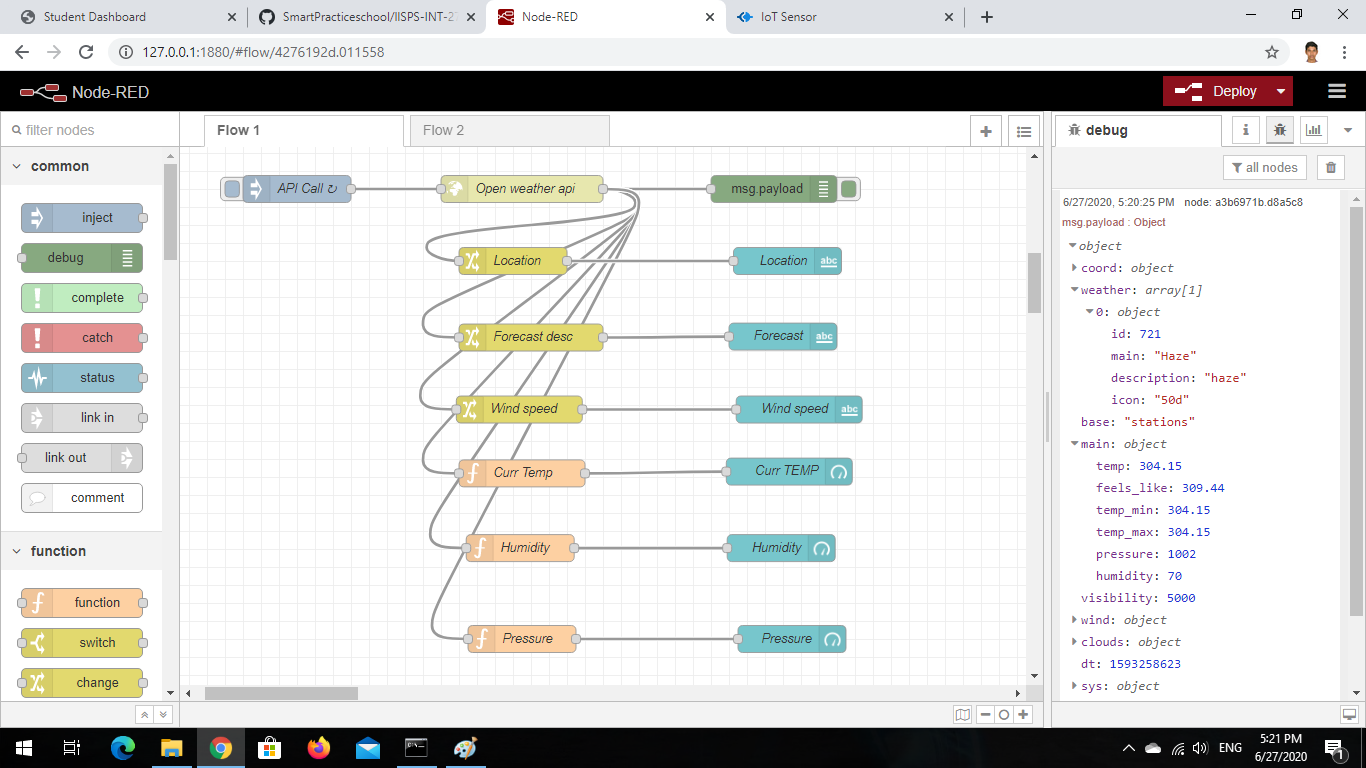 Student Dashboard
SmartPracticeschool/IISPS-INT-27
Node-RED
IoT Sensor
127.0.0.1:1880/#flow/4276192d.011558
Node-RED
Deploy
filter nodes
Flow 1
Flow 2
debug
common
all nodes
API Call ↻
Open weather api
msg.payload
6/27/2020, 5:20:25 PM node: a3b6971b.d8a5c8
msg.payload : Object
inject
object
debug
Location
Location
abc
coord: object
complete
weather: array[1]
0: object
catch
Forecast desc
Forecast
abc
id: 721
main: "Haze"
status
description: "haze"
icon: "50d"
link in
Wind speed
Wind speed
abc
base: "stations"
main: object
link out
Curr Temp
Curr TEMP
temp: 304.15
feels_like: 309.44
comment
temp_min: 304.15
temp_max: 304.15
function
Humidity
Humidity
pressure: 1002
humidity: 70
function
visibility: 5000
wind: object
switch
Pressure
Pressure
clouds: object
dt: 1593258623
change
sys: object
ENG
5:21 PM
6/27/2020
1